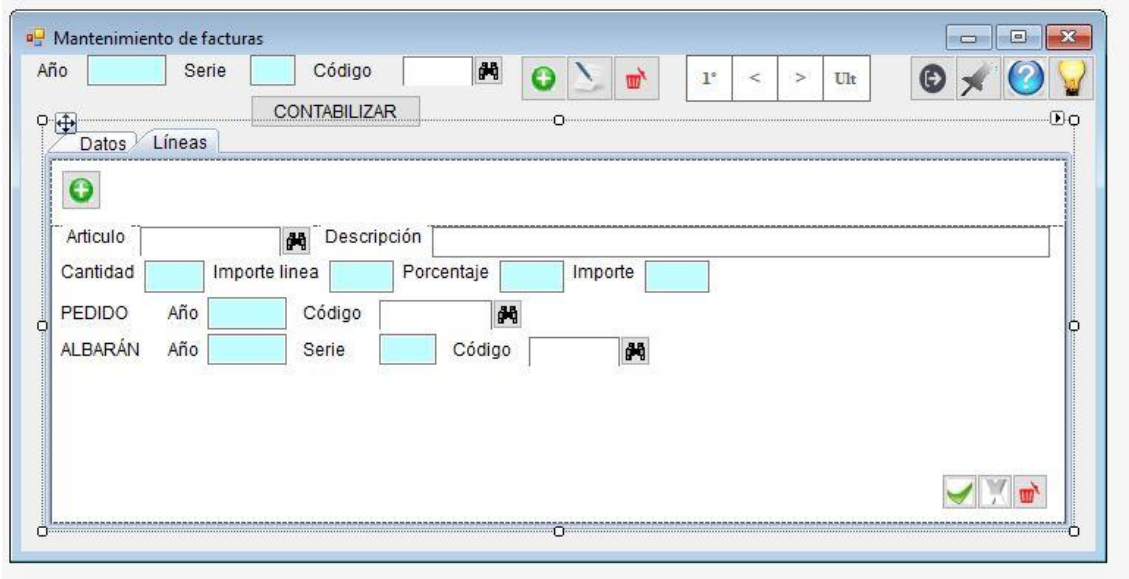 Mantenimiento de facturas
Año Serie Código 1° < > Ult
CONTABILIZAR
Datos Líneas
Articulo Descripción
Cantidad Importe linea Porcentaje Importe
PEDIDO Año Código
ALBARÁN Año Serie Código